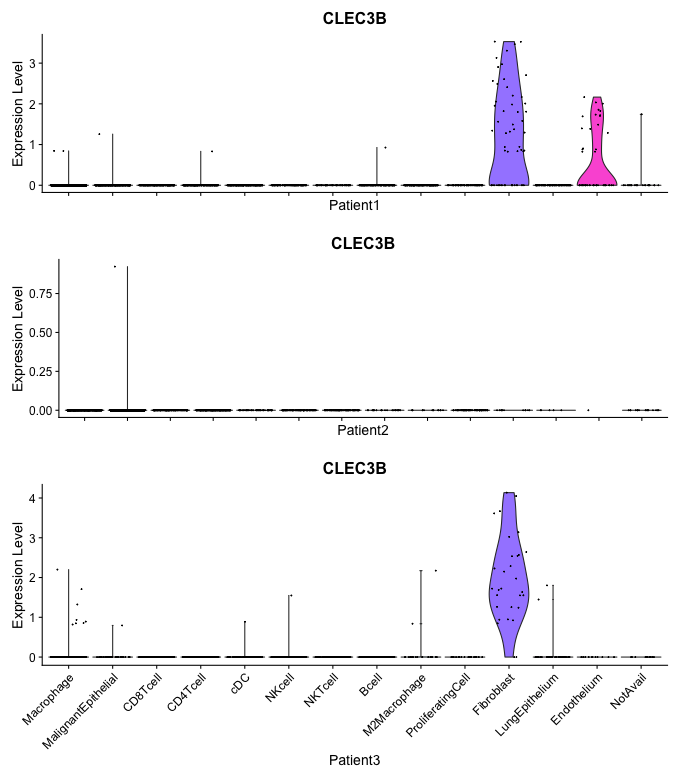 CLEC3B
Expression Level
3
2
1
0
Patient1
CLEC3B
Expression Level
0.75
0.50
0.25
0.00
Patient2
CLEC3B
Expression Level
4
3
2
1
0
Macrophage
MalignantEpithelial
CD8Tcell
CD4Tcell
cDC
NKcell
NKTcell
Bcell
M2Macrophage
ProliferatingCell
Fibroblast
LungEpithelium
Endothelium
NotAvail
Patient3